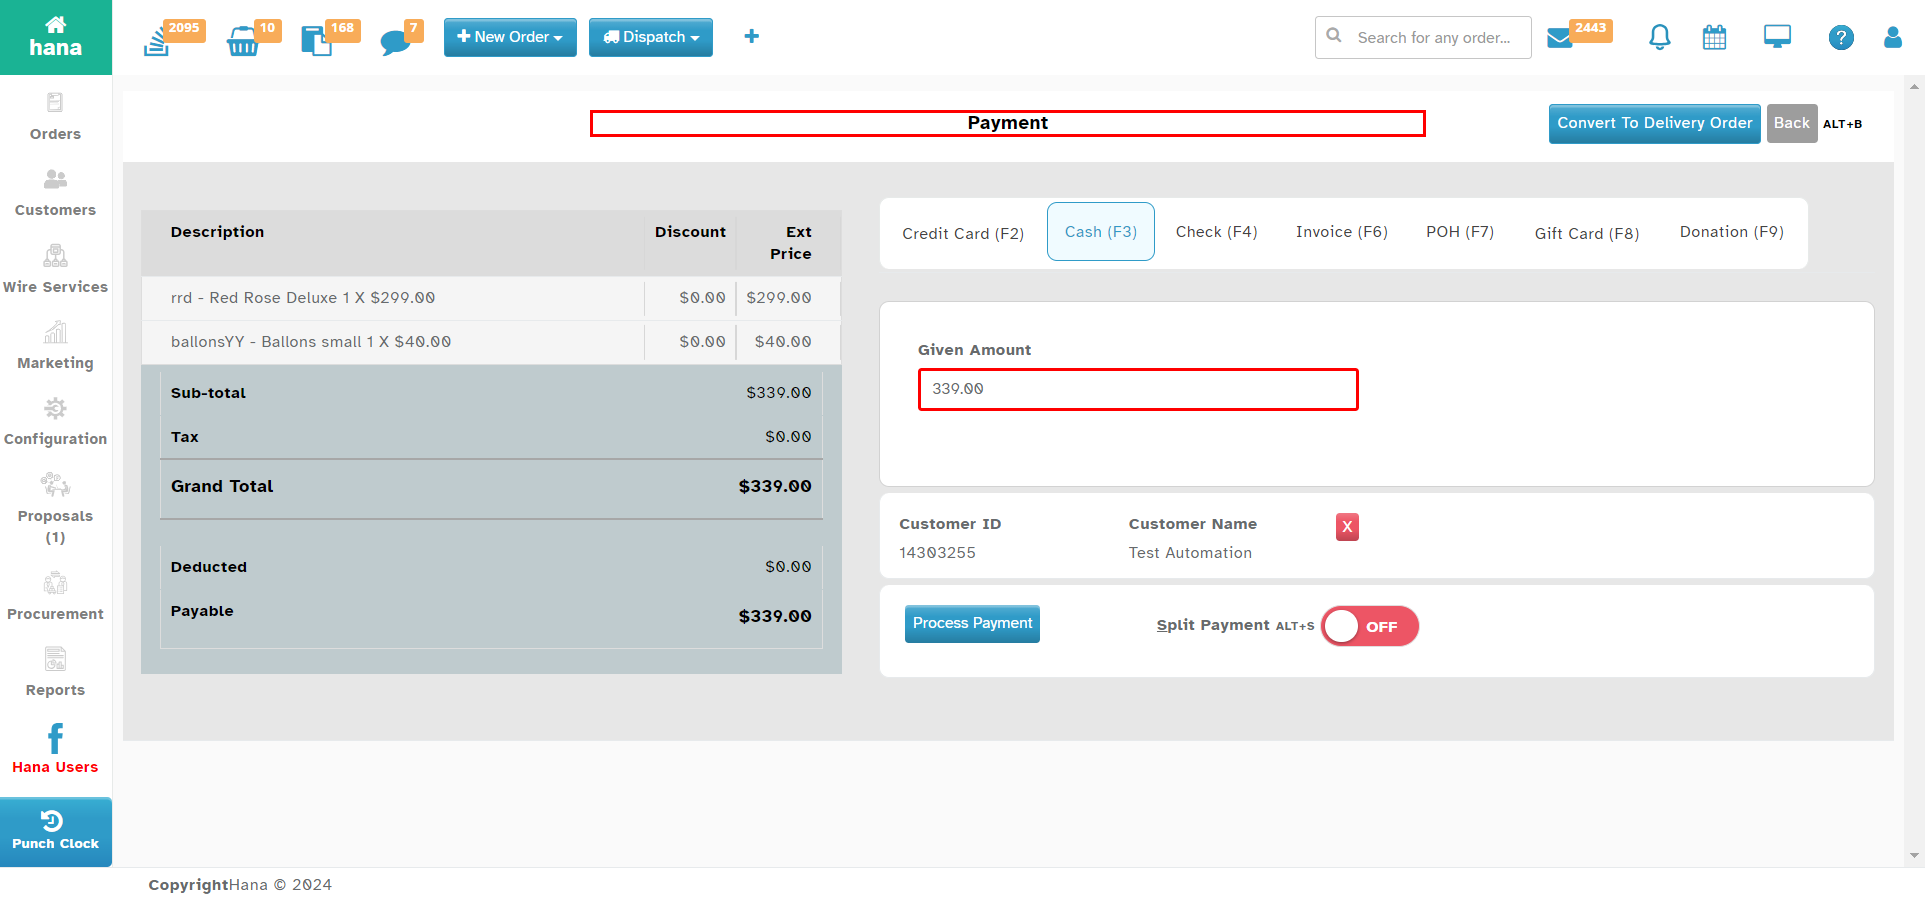 hana
2095
10
168
7
New Order
Dispatch
Search for any order...
2443
?
Orders
Customers
Wire Services
Marketing
Configuration
Proposals
(1)
Procurement
Reports
Hana Users
Punch Clock
Payment
Convert To Delivery Order
Back
ALT+B
Description Discount Ext
Price
rrd - Red Rose Deluxe 1 X $299.00 $0.00 $299.00
ballonsYY - Ballons small 1 X $40.00 $0.00 $40.00
Sub-total $339.00
Tax $0.00
Grand Total $339.00
Deducted $0.00
Payable $339.00
Credit Card (F2) Cash (F3) Check (F4) Invoice (F6) POH (F7) Gift Card (F8) Donation (F9)
Given Amount
339.00
Customer ID Customer Name X
14303255 Test Automation
Process Payment Split Payment ALT+S OFF
CopyrightHana © 2024